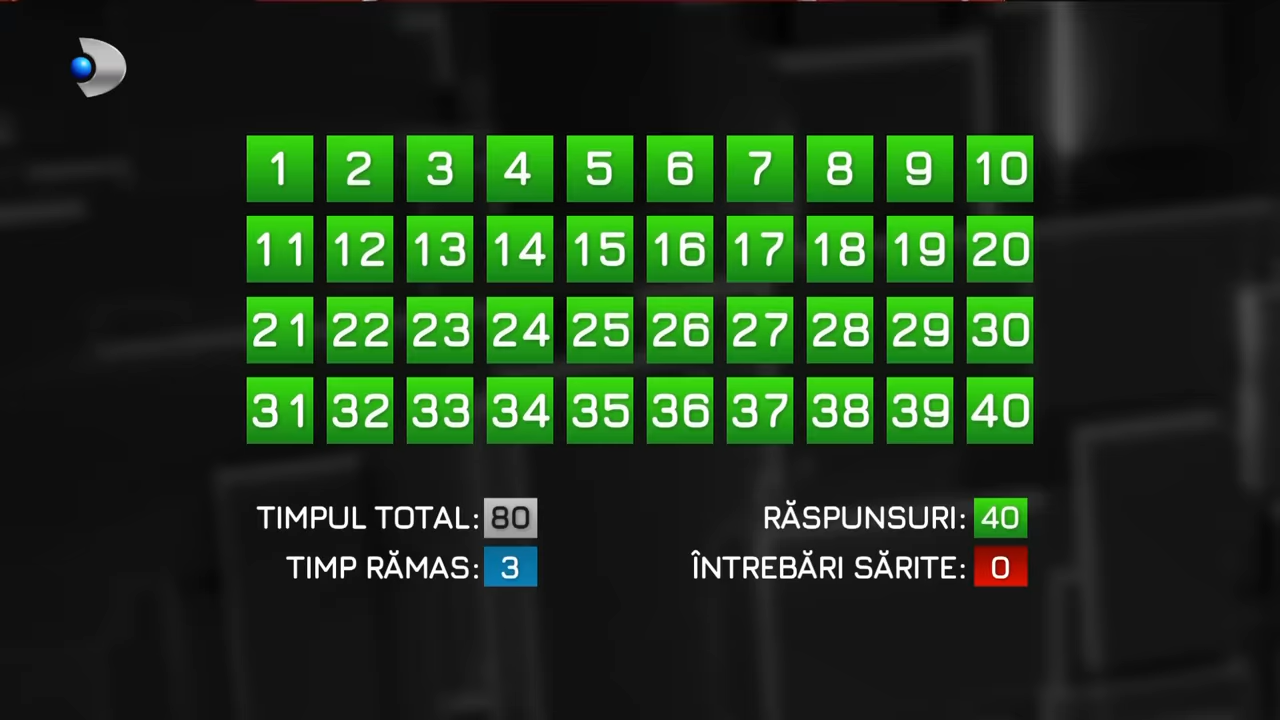 1 2 3 4 5 6 7 8 9 10
11 12 13 14 15 16 17 18 19 20
21 22 23 24 25 26 27 28 29 30
31 32 33 34 35 36 37 38 39 40
TIMPUL TOTAL: 80
RĂSPUNSURI: 40
TIMP RĂMAS: 3
ÎNTREBĂRI SĂRITE: 0